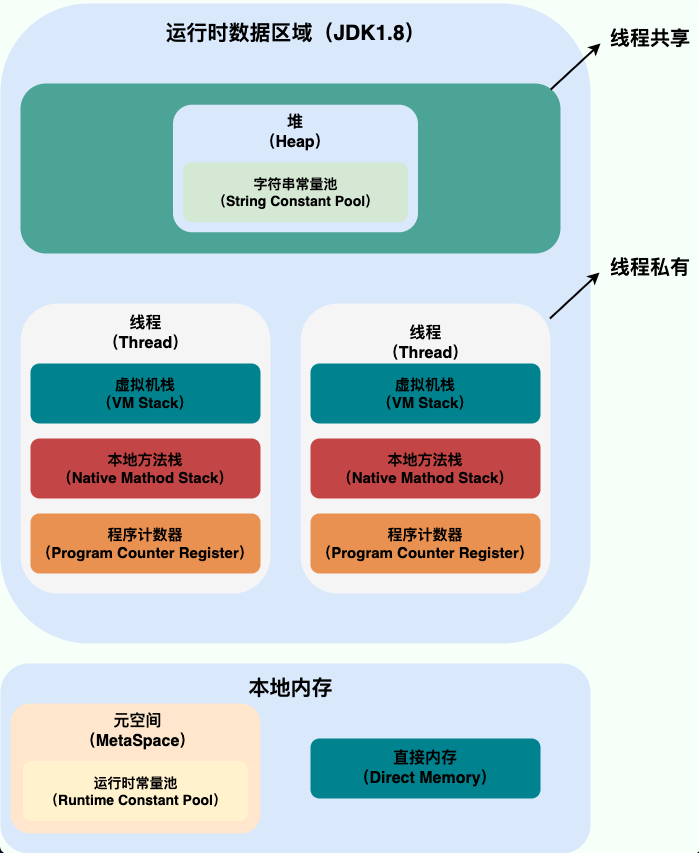 运行时数据区域（JDK1.8）
线程共享
堆
（Heap）
字符串常量池
（String Constant Pool）
线程私有
线程
（Thread）
虚拟机栈
（VM Stack）
本地方法栈
（Native Mathod Stack）
程序计数器
（Program Counter Register）
线程
（Thread）
虚拟机栈
（VM Stack）
本地方法栈
（Native Mathod Stack）
程序计数器
（Program Counter Register）
本地内存
元空间
（MetaSpace）
运行时常量池
（Runtime Constant Pool）
直接内存
（Direct Memory）